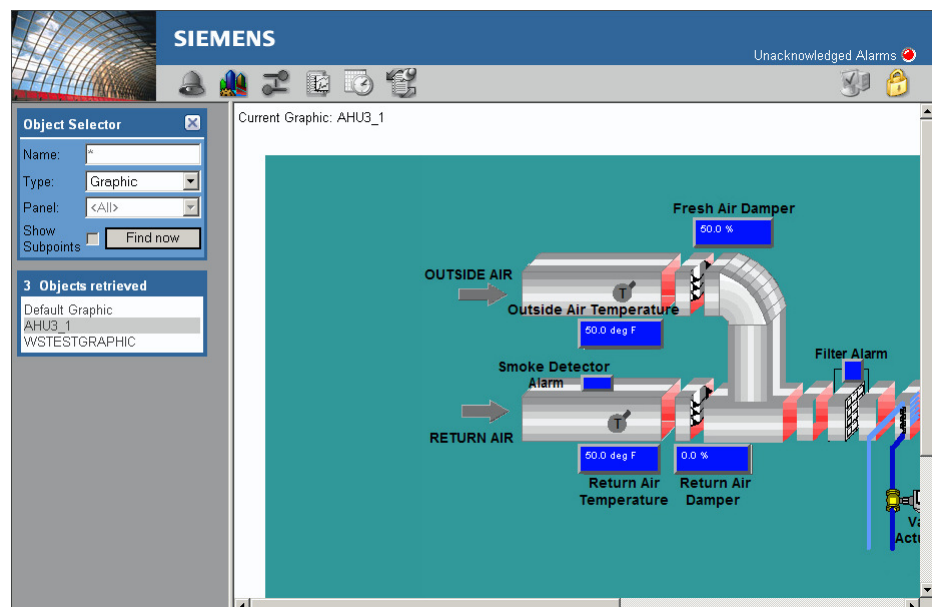 SIEMENS
Unacknowledged Alarms
Object Selector
Name: *
Type: Graphic
Panel: <All>
Show
Subpoints
Find now
3 Objects retrieved
Default Graphic
AHU3_1
WSTESTGRAPHIC
Current Graphic: AHU3_1
Fresh Air Damper
50.0 %
OUTSIDE AIR
T
Outside Air Temperature
50.0 deg F
Smoke Detector
Alarm
Filter Alarm
T
RETURN AIR
50.0 deg F
0.0 %
Return Air
Temperature
Return Air
Damper
Va
Actu